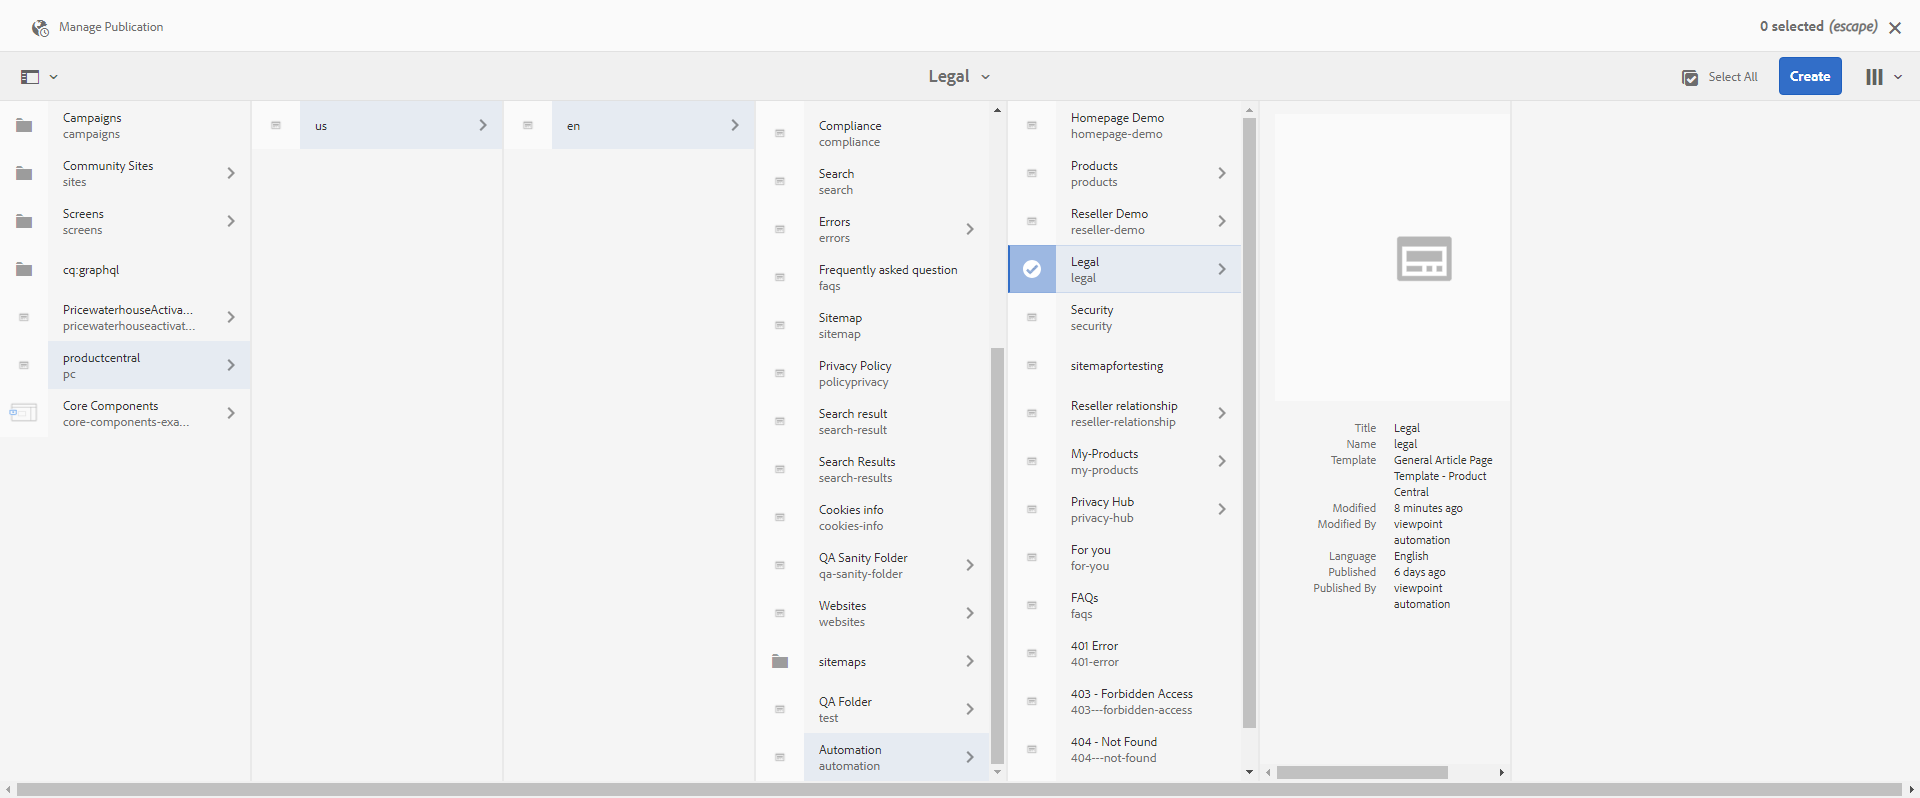 Manage Publication
0 selected (escape)
Legal
Select All
Create
Campaigns
campaigns
Community Sites
sites
Screens
screens
cq:graphql
PricewaterhouseActiva...
pricewaterhouseactivat...
productcentral
pc
Core Components
core-components-exa...
us
en
Compliance
compliance
Search
search
Errors
errors
Frequently asked question
faqs
Sitemap
sitemap
Privacy Policy
policyprivacy
Search result
search-result
Search Results
search-results
Cookies info
cookies-info
QA Sanity Folder
qa-sanity-folder
Websites
websites
sitemaps
QA Folder
test
Automation
automation
Homepage Demo
homepage-demo
Products
products
Reseller Demo
reseller-demo
Legal
legal
Security
security
sitemapfortesting
Reseller relationship
reseller-relationship
My-Products
my-products
Privacy Hub
privacy-hub
For you
for-you
FAQs
faqs
401 Error
401-error
403 - Forbidden Access
403---forbidden-access
404 - Not Found
404---not-found
Title Legal
Name legal
Template General Article Page
Template - Product
Central
Modified 8 minutes ago
Modified By viewpoint
automation
Language English
Published 6 days ago
Published By viewpoint
automation